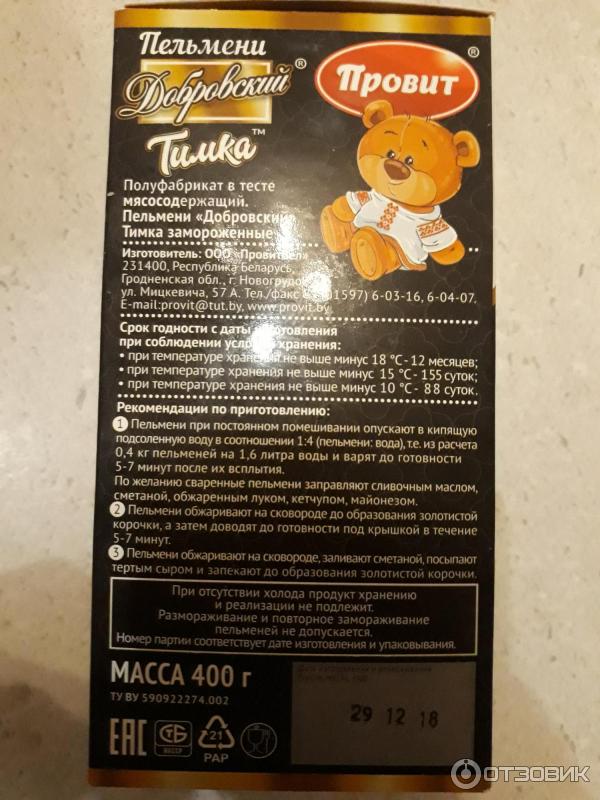 Пельмени
Добровский®
Провит®
Тимка™
Полуфабрикат в тесте
мясосодержащий.
Пельмени «Добровский»
Тимка замороженные
Изготовитель: ООО "Провитбел"
231400, Республика Беларусь,
Гродненская обл., г. Новогрудок
ул. Мицкевича, 57 А. Тел./факс 1597) 6-03-16, 6-04-07.
E-mail:provit@tut.by, www.provit.by
Срок годности с даты изготовления
при соблюдении условий хранения:
• при температуре хранения не выше минус 18 °С- 12 месяцев;
• при температуре хранения не выше минус 15 °С- 155 суток;
• при температуре хранения не выше минус 10 °С- 88 суток.
Рекомендации по приготовлению:
1 Пельмени при постоянном помешивании опускают в кипящую
подсоленную воду в соотношении 1:4 (пельмени: вода), т.е. из расчета
0,4 кг пельменей на 1,6 литра воды и варят до готовности
5-7 минут после их всплытия.
По желанию сваренные пельмени заправляют сливочным маслом,
сметаной, обжаренным луком, кетчупом, майонезом.
2 Пельмени обжаривают на сковороде до образования золотистой
корочки, а затем доводят до готовности под крышкой в течение
5-7 минут.
3 Пельмени обжаривают на сковороде, заливают сметаной, посыпают
тертым сыром и запекают до образования золотистой корочки.
При отсутствии холода продукт хранению
и реализации не подлежит.
Размораживание и повторное замораживание
пельменей не допускается.
Номер партии соответствует дате изготовления и упаковывания.
МАССА 400 г
ТУ BY 590922274.002
29 12 18
ЕАС
СТБ
21
PAP
ОТЗОВИК